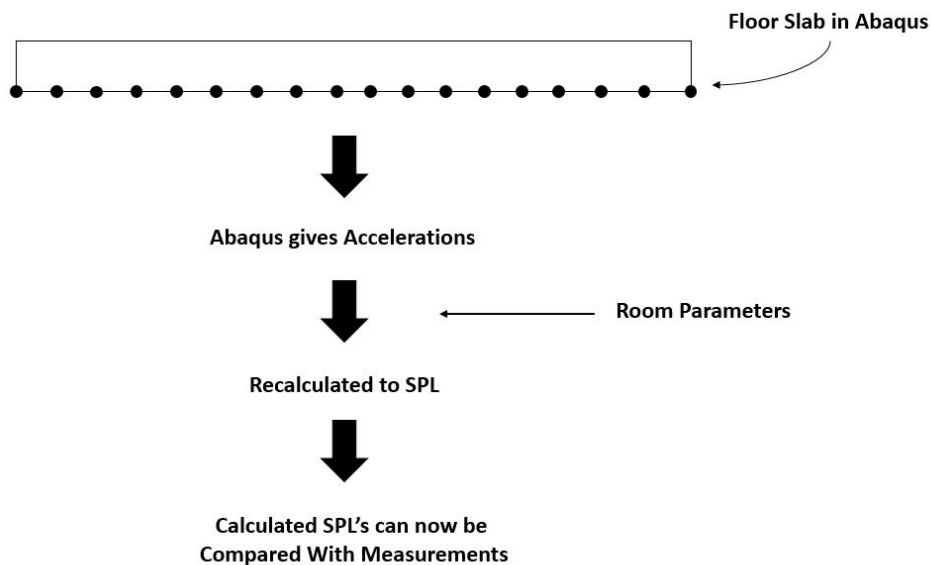 Floor Slab in Abaqus
Abaqus gives Accelerations
Room Parameters
Recalculated to SPL
Calculated SPL's can now be
Compared With Measurements